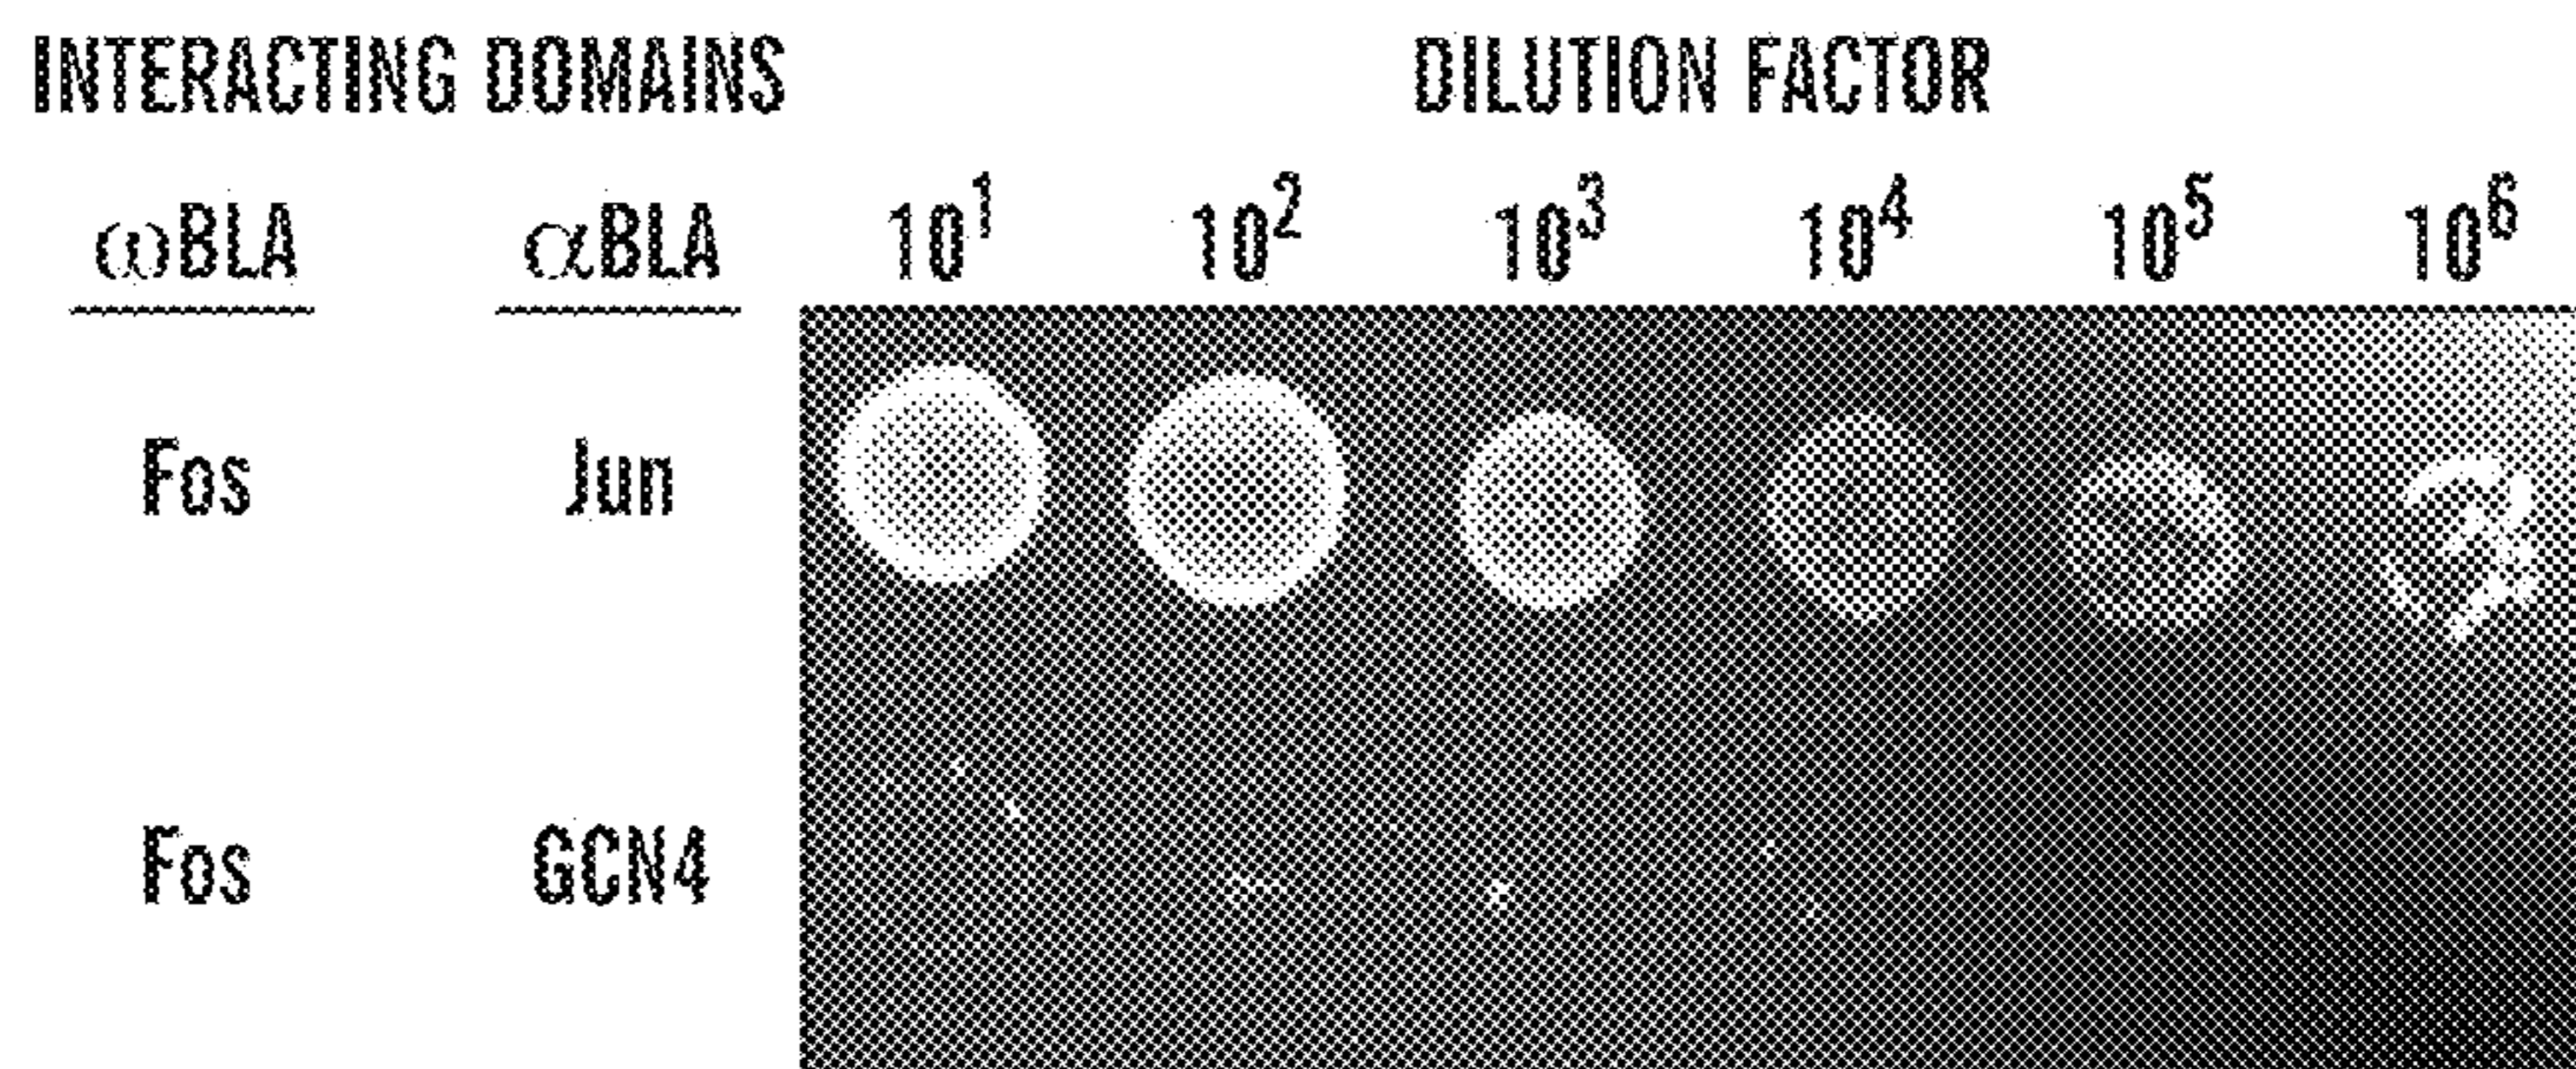 INTERACTING DOMAINS DILUTION FACTOR
ωBLA αBLA 10¹ 10² 10³ 10⁴ 10⁵ 10⁶
Fos Jun
Fos GCN4